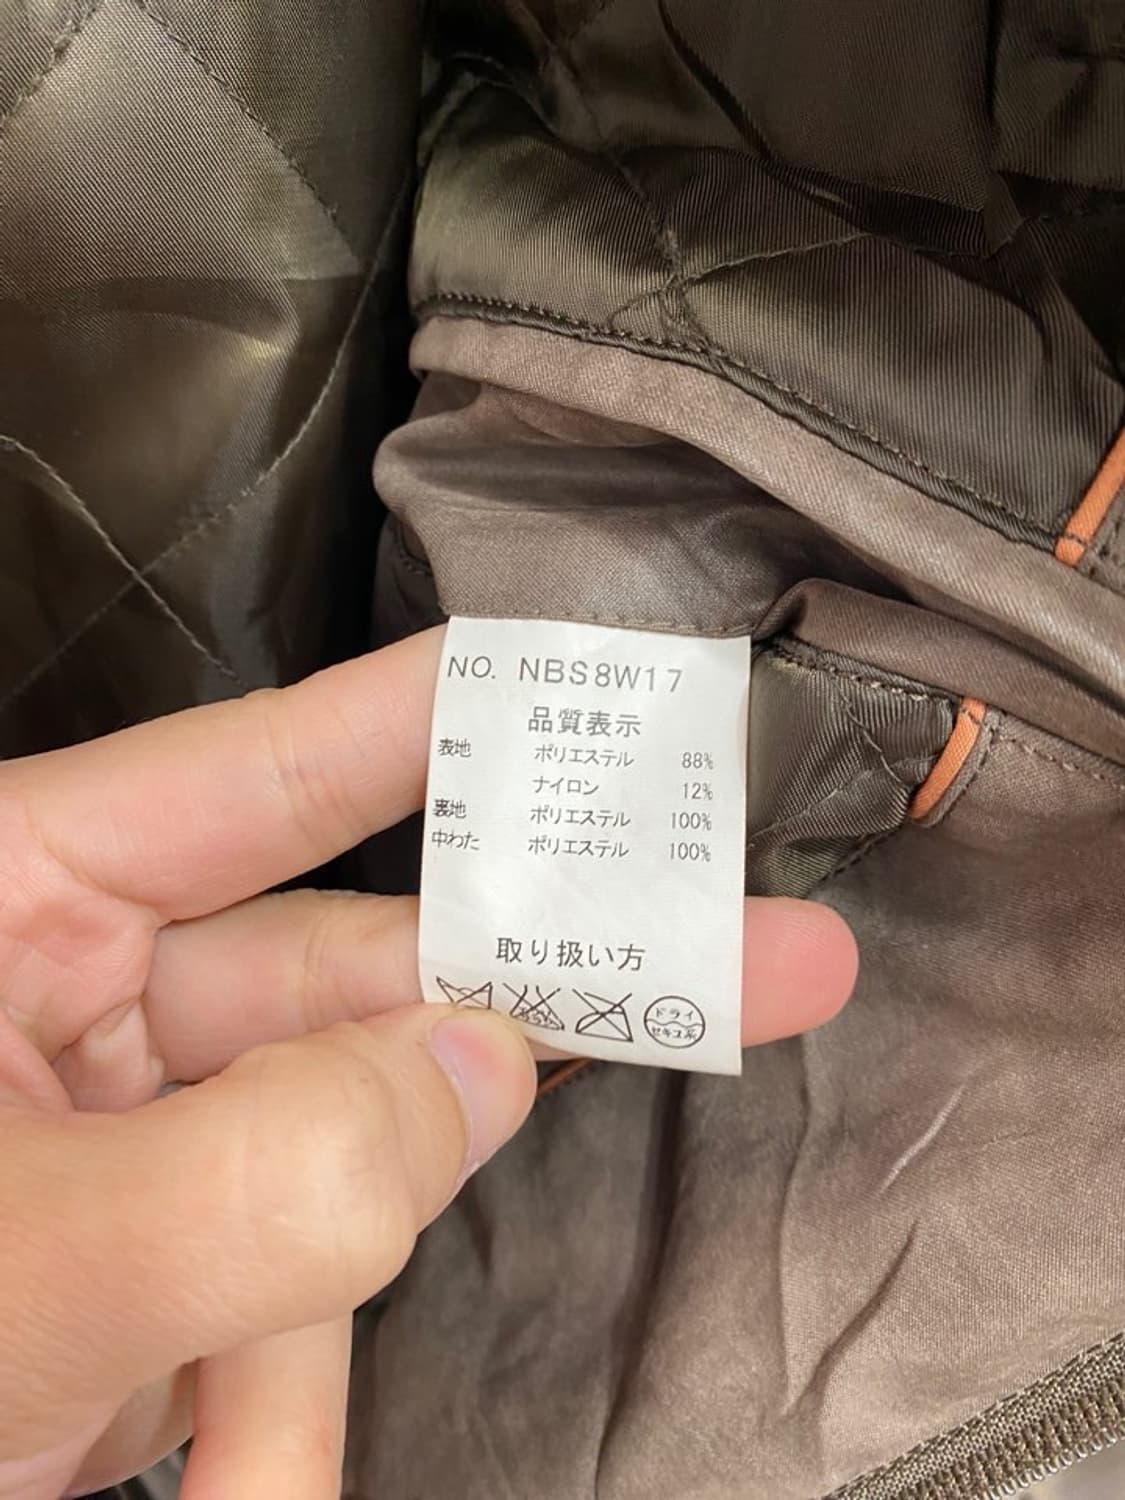 NO. NBS8W17
品質表示
表地 ポリエステル 88%
ナイロン 12%
裏地 ポリエステル 100%
中わた ポリエステル 100%
取り扱い方
ドライ
セキユ系